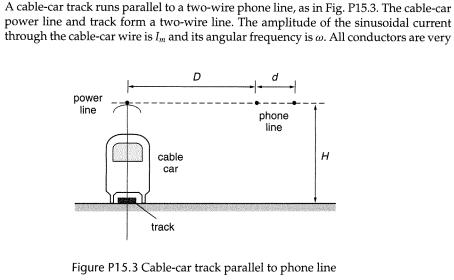 A cable-car track runs parallel to a two-wire phone line, as in Fig. P15.3. The cable-car
power line and track form a two-wire line. The amplitude of the sinusoidal current
through the cable-car wire is Im and its angular frequency is ω. All conductors are very
D
d
power
line
phone
line
cable
car
H
track
Figure P15.3 Cable-car track parallel to phone line